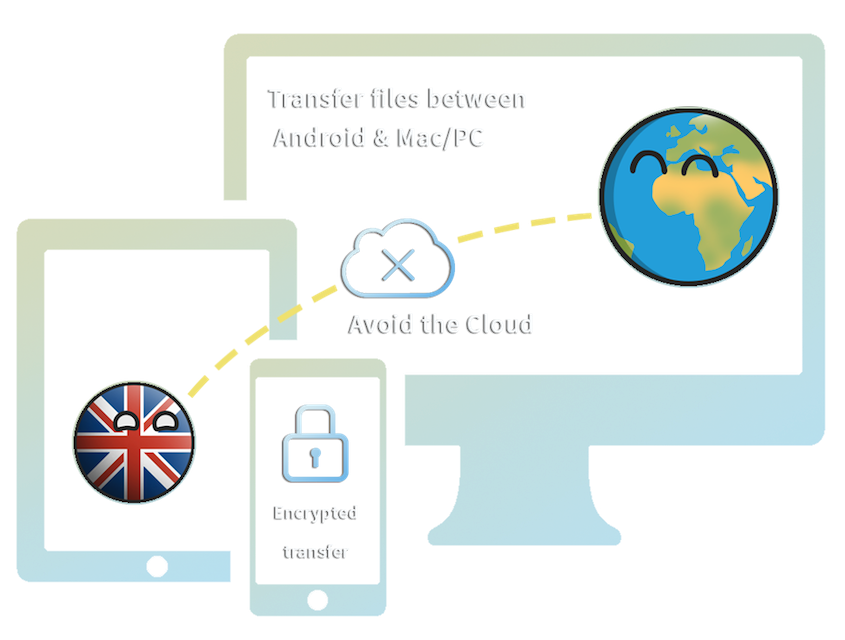 Transfer files between
Android & Mac/PC
Avoid the Cloud
Encrypted
transfer